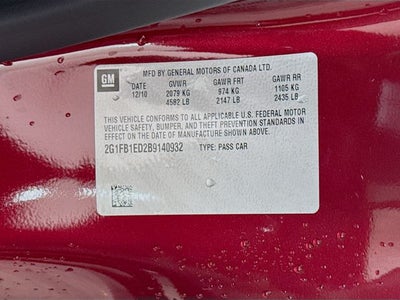 GM
MFD BY GENERAL MOTORS OF CANADA LTD.
DATE GVWR GAWR FRT GAWR RR
12/10 2079 KG 974 KG 1105 KG
4582 LB 2147 LB 2435 LB
THIS VEHICLE CONFORMS TO ALL APPLICABLE U.S. FEDERAL MOTOR
VEHICLE SAFETY, BUMPER, AND THEFT PREVENTION STANDARDS IN
EFFECT ON THE DATE OF MANUFACTURE SHOWN ABOVE.
2G1FB1ED2B9140932 TYPE: PASS CAR